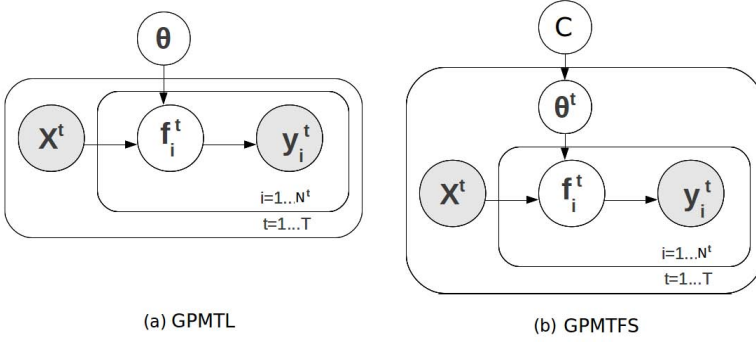 θ
X^t
f_i^t
y_i^t
i=1...N^t
t=1...T
(a) GPMTL
C
θ^t
X^t
f_i^t
y_i^t
i=1...N^t
t=1...T
(b) GPMTFS